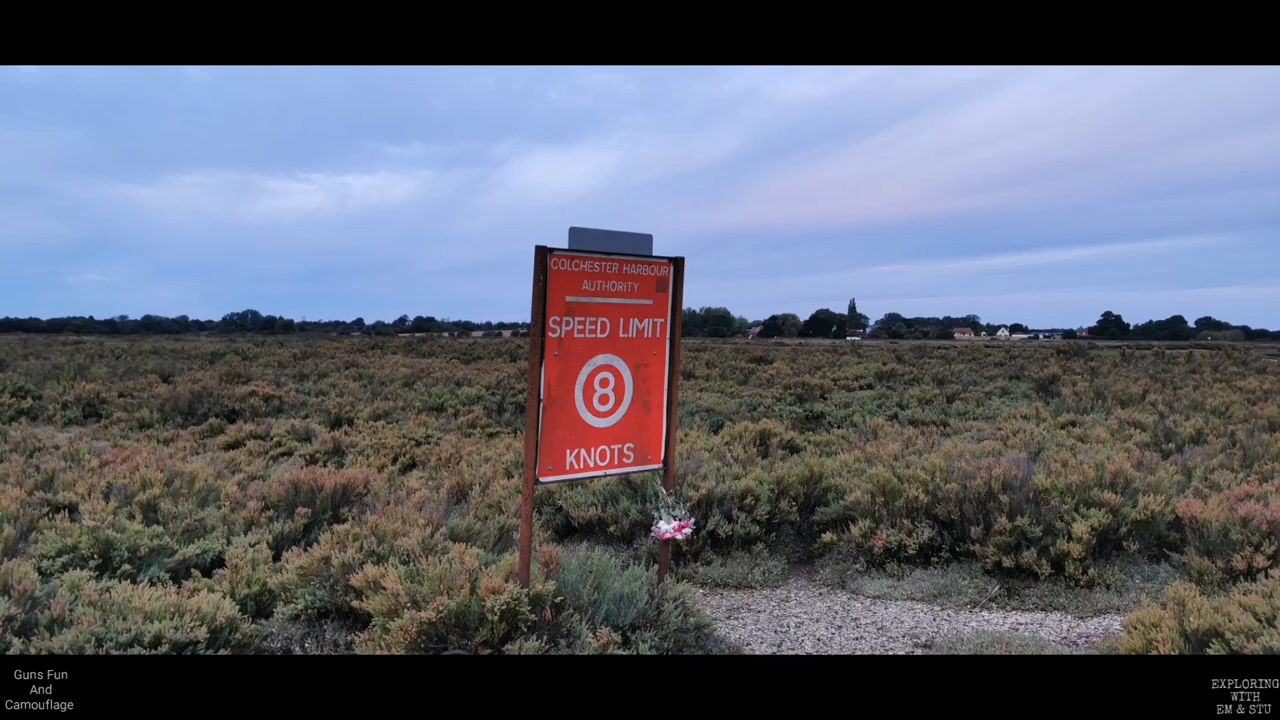 COLCHESTER HARBOUR
AUTHORITY
SPEED LIMIT
8
KNOTS
Guns Fun
And
Camouflage
EXPLORING
WITH
EM & STU